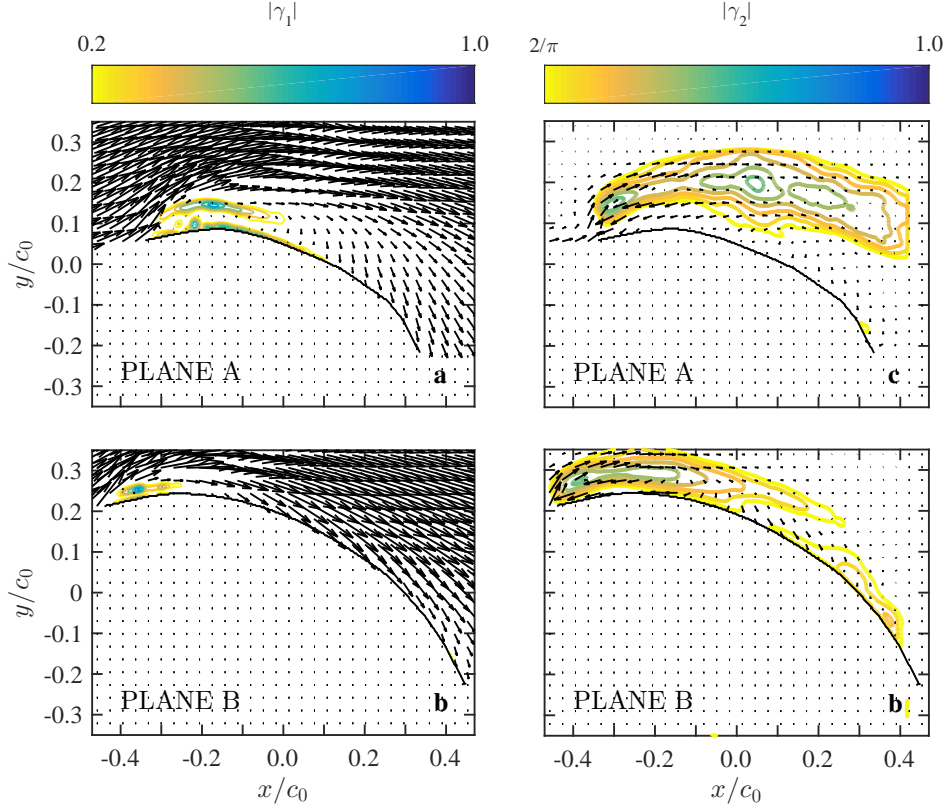 |γ₁| |γ₂|
0.2 1.0 2/π 1.0
0.3
0.2
0.1
0.0
-0.1
-0.2
-0.3
y/c₀
PLANE A a PLANE A c
0.3
0.2
0.1
0
-0.1
-0.2
-0.3
y/c₀
PLANE B b PLANE B b
-0.4 -0.2 0.0 0.2 0.4 -0.4 -0.2 0.0 0.2 0.4
x/c₀ x/c₀